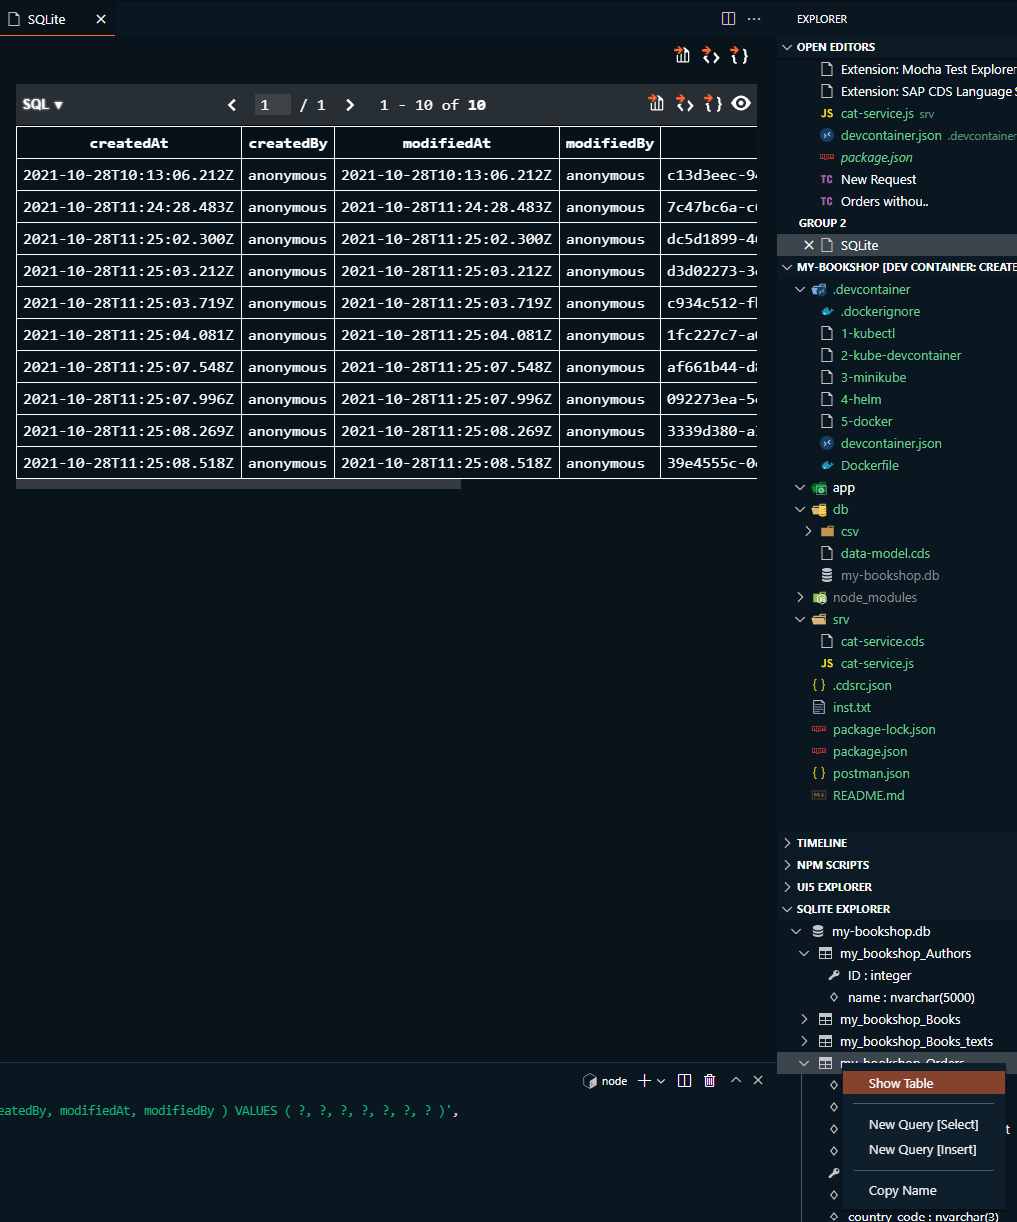 SQLite
SQL ▾
1 / 1
1 - 10 of 10
createdAt createdBy modifiedAt modifiedBy
2021-10-28T10:13:06.212Z anonymous 2021-10-28T10:13:06.212Z anonymous c13d3eec-94
2021-10-28T11:24:28.483Z anonymous 2021-10-28T11:24:28.483Z anonymous 7c47bc6a-c
2021-10-28T11:25:02.300Z anonymous 2021-10-28T11:25:02.300Z anonymous dc5d1899-4
2021-10-28T11:25:03.212Z anonymous 2021-10-28T11:25:03.212Z anonymous d3d02273-3
2021-10-28T11:25:03.719Z anonymous 2021-10-28T11:25:03.719Z anonymous c934c512-f
2021-10-28T11:25:04.081Z anonymous 2021-10-28T11:25:04.081Z anonymous 1fc227c7-a
2021-10-28T11:25:07.548Z anonymous 2021-10-28T11:25:07.548Z anonymous af661b44-d
2021-10-28T11:25:07.996Z anonymous 2021-10-28T11:25:07.996Z anonymous 092273ea-5
2021-10-28T11:25:08.269Z anonymous 2021-10-28T11:25:08.269Z anonymous 3339d380-a
2021-10-28T11:25:08.518Z anonymous 2021-10-28T11:25:08.518Z anonymous 39e4555c-0
node
eatedBy, modifiedAt, modifiedBy ) VALUES ( ?, ?, ?, ?, ?, ?, ? )',
EXPLORER
OPEN EDITORS
Extension: Mocha Test Explorer
Extension: SAP CDS Language S
JS cat-service.js srv
devcontainer.json .devcontainer
package.json
TC New Request
TC Orders withou..
GROUP 2
SQLite
MY-BOOKSHOP [DEV CONTAINER: CREATE
.devcontainer
.dockerignore
1-kubectl
2-kube-devcontainer
3-minikube
4-helm
5-docker
devcontainer.json
Dockerfile
app
db
csv
data-model.cds
my-bookshop.db
node_modules
srv
cat-service.cds
JS cat-service.js
{ } .cdsrc.json
inst.txt
package-lock.json
package.json
{ } postman.json
README.md
TIMELINE
NPM SCRIPTS
UI5 EXPLORER
SQLITE EXPLORER
my-bookshop.db
my_bookshop_Authors
ID : integer
name : nvarchar(5000)
my_bookshop_Books
my_bookshop_Books_texts
my_bookshop_Orders
Show Table
New Query [Select]
New Query [Insert]
Copy Name
country_code : nvarchar(3)